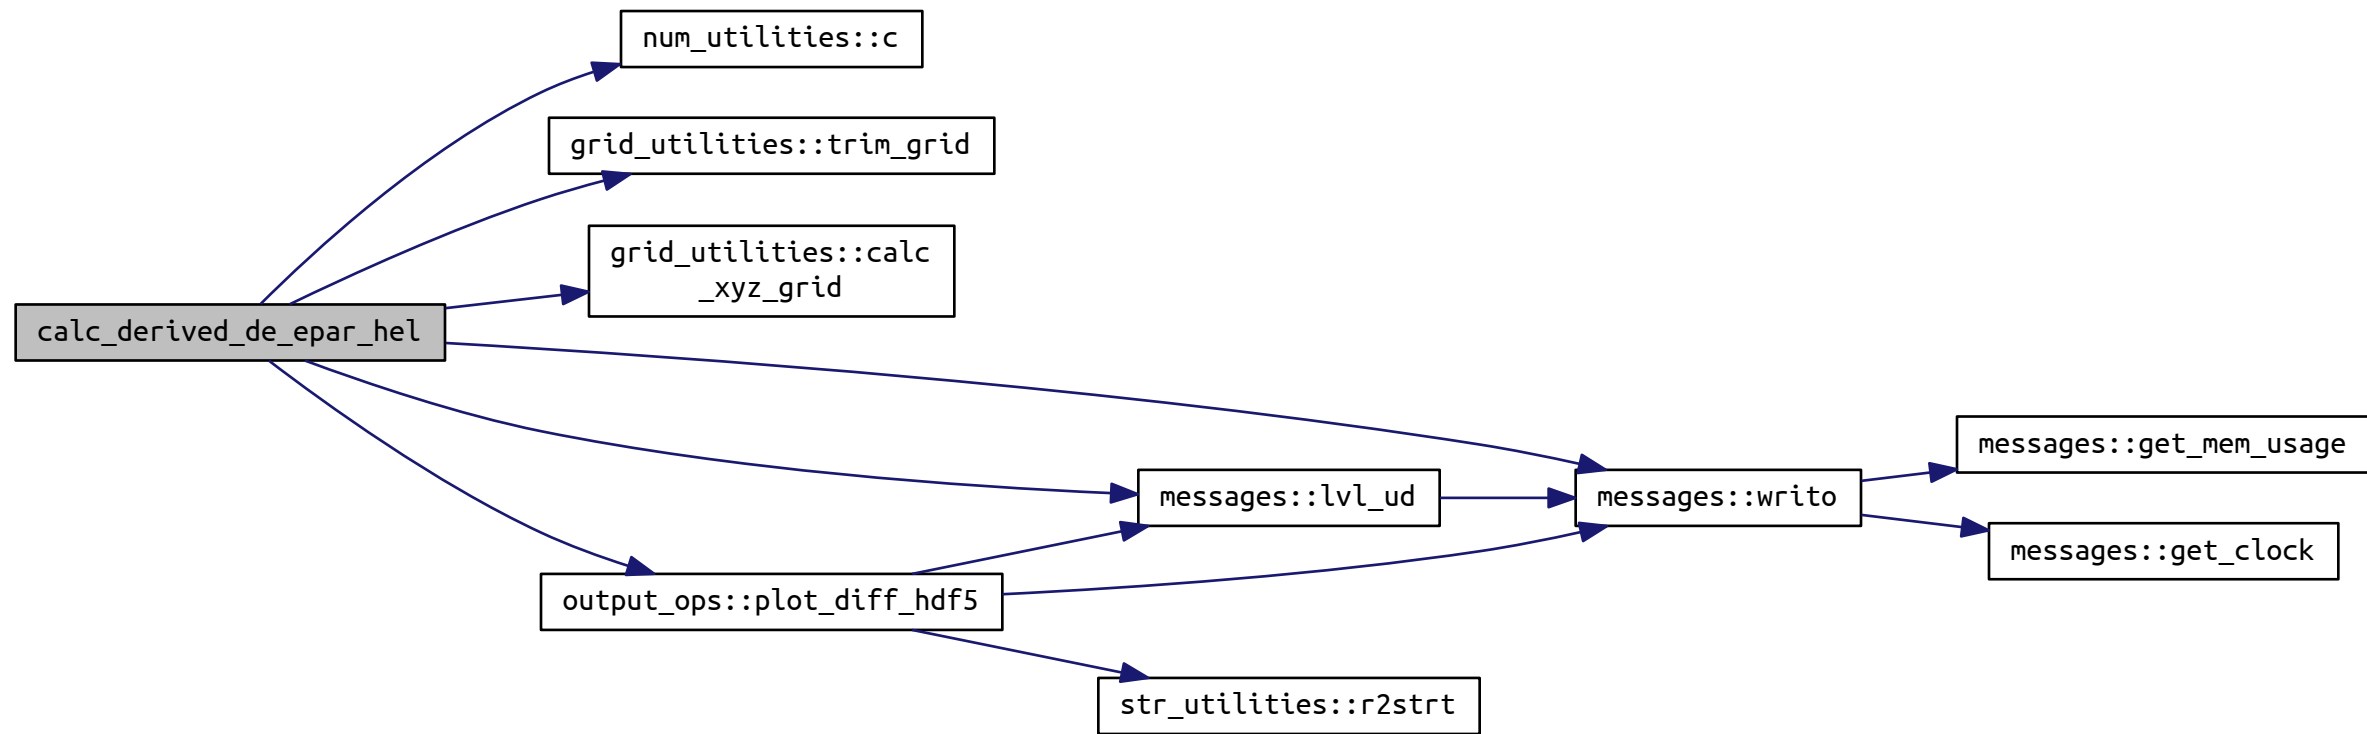 num_utilities::c
grid_utilities::trim_grid
grid_utilities::calc
_xyz_grid
calc_derived_de_epar_hel
messages::get_mem_usage
messages::lvl_ud
messages::writo
messages::get_clock
output_ops::plot_diff_hdf5
str_utilities::r2strt